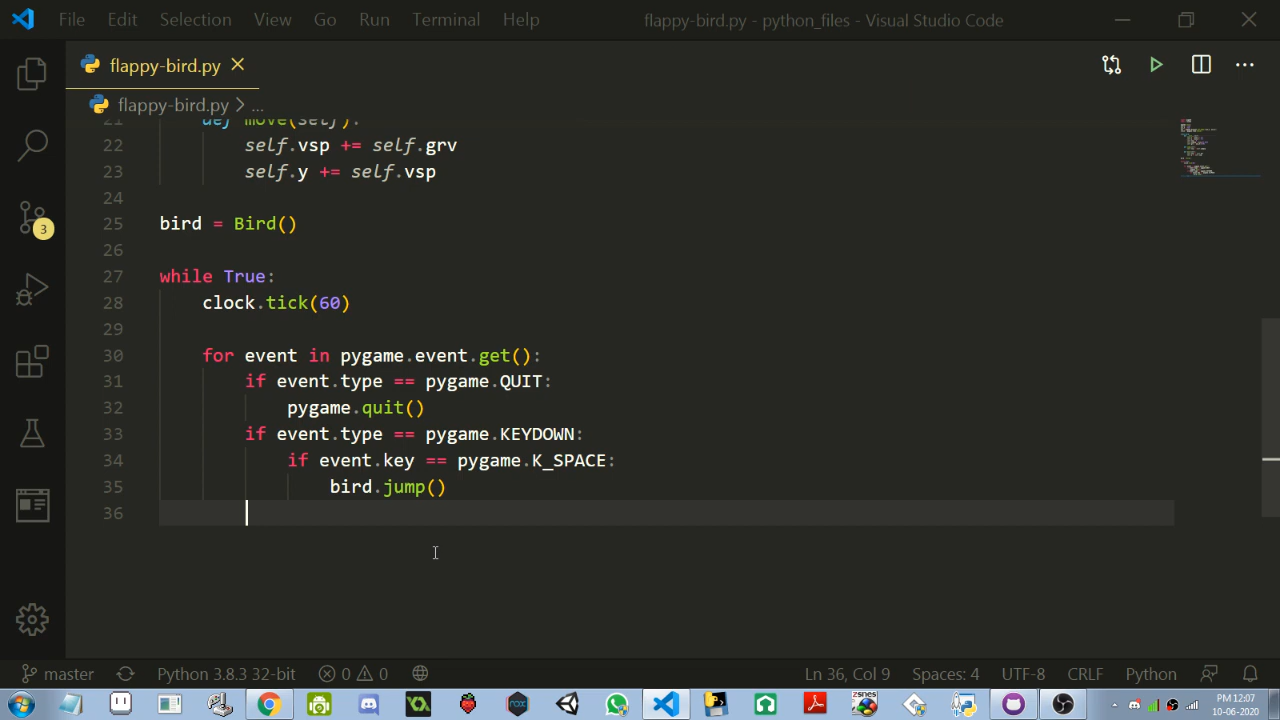 File Edit Selection View Go Run Terminal Help flappy-bird.py - python_files - Visual Studio Code
flappy-bird.py
flappy-bird.py > ...
21 def move(self):
22 self.vsp += self.grv
23 self.y += self.vsp
24
25 bird = Bird()
26
27 while True:
28 clock.tick(60)
29
30 for event in pygame.event.get():
31 if event.type == pygame.QUIT:
32 pygame.quit()
33 if event.type == pygame.KEYDOWN:
34 if event.key == pygame.K_SPACE:
35 bird.jump()
36
3
master Python 3.8.3 32-bit 0 0 Ln 36, Col 9 Spaces: 4 UTF-8 CRLF Python
PM 12:07
10-06-2020